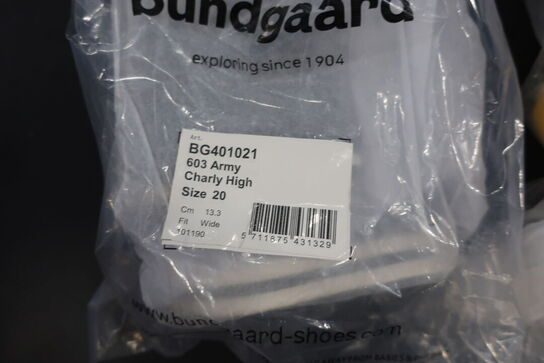 Bundgaard
exploring since 1904
Art.
BG401021
603 Army
Charly High
Size 20
Cm 13.3
Fit Wide
101190
5 711875 431329
www.bundgaard-shoes.com